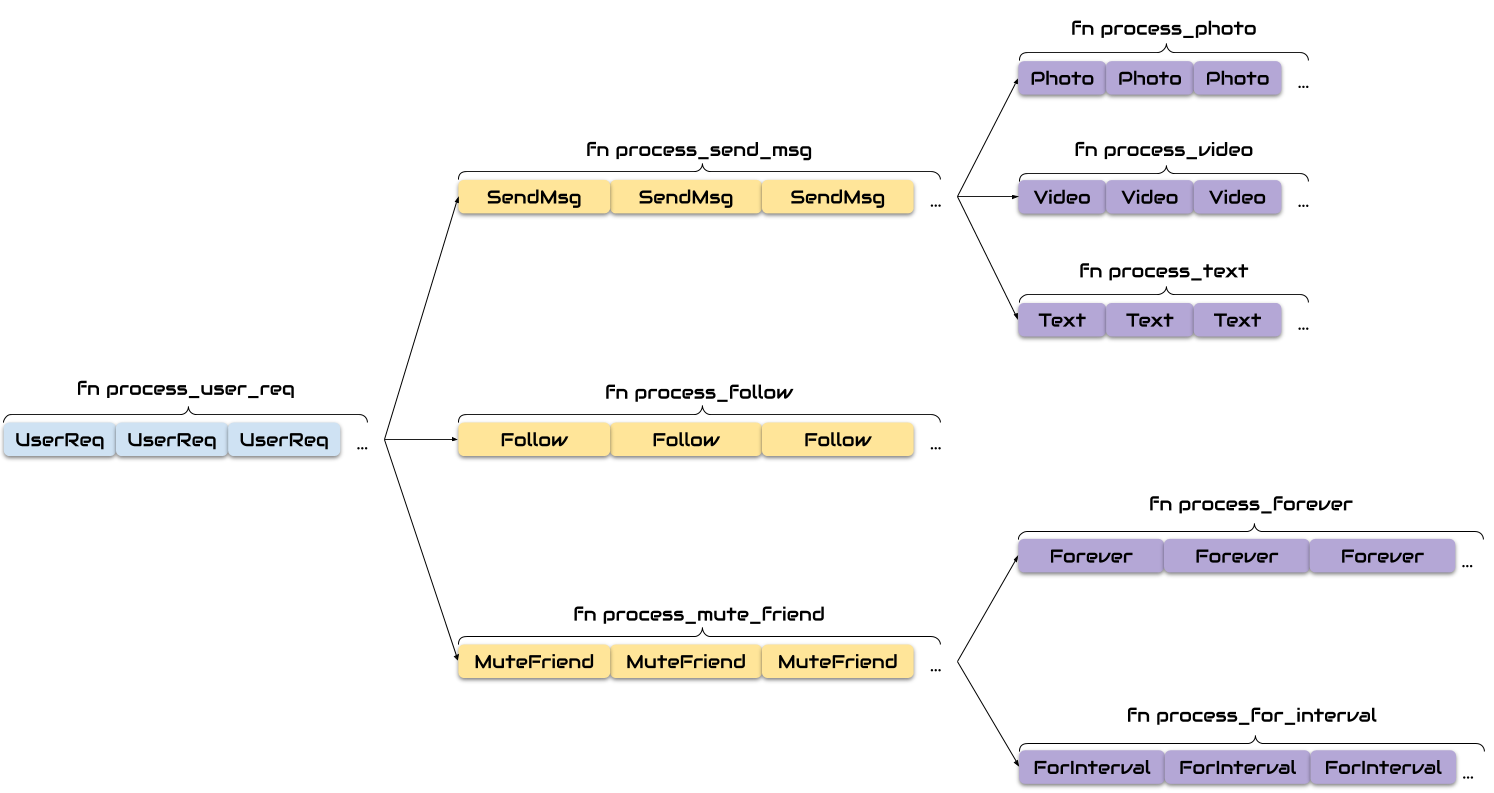 fn process_photo
Photo Photo Photo ...
fn process_send_msg
SendMsg SendMsg SendMsg ...
fn process_video
Video Video Video ...
fn process_text
Text Text Text ...
fn process_user_req
UserReq UserReq UserReq ...
fn process_follow
Follow Follow Follow ...
fn process_forever
Forever Forever Forever ...
fn process_mute_friend
MuteFriend MuteFriend MuteFriend ...
fn process_for_interval
ForInterval ForInterval ForInterval ...